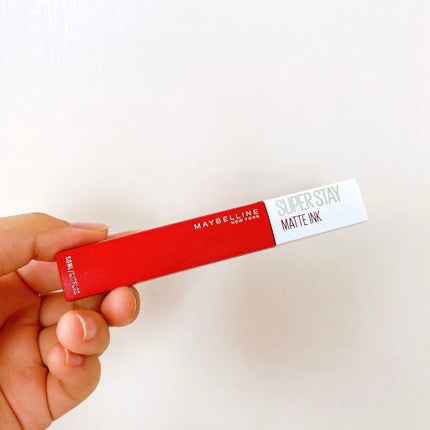 MAYBELLINE
NEW YORK
SUPER STAY
MATTE INK